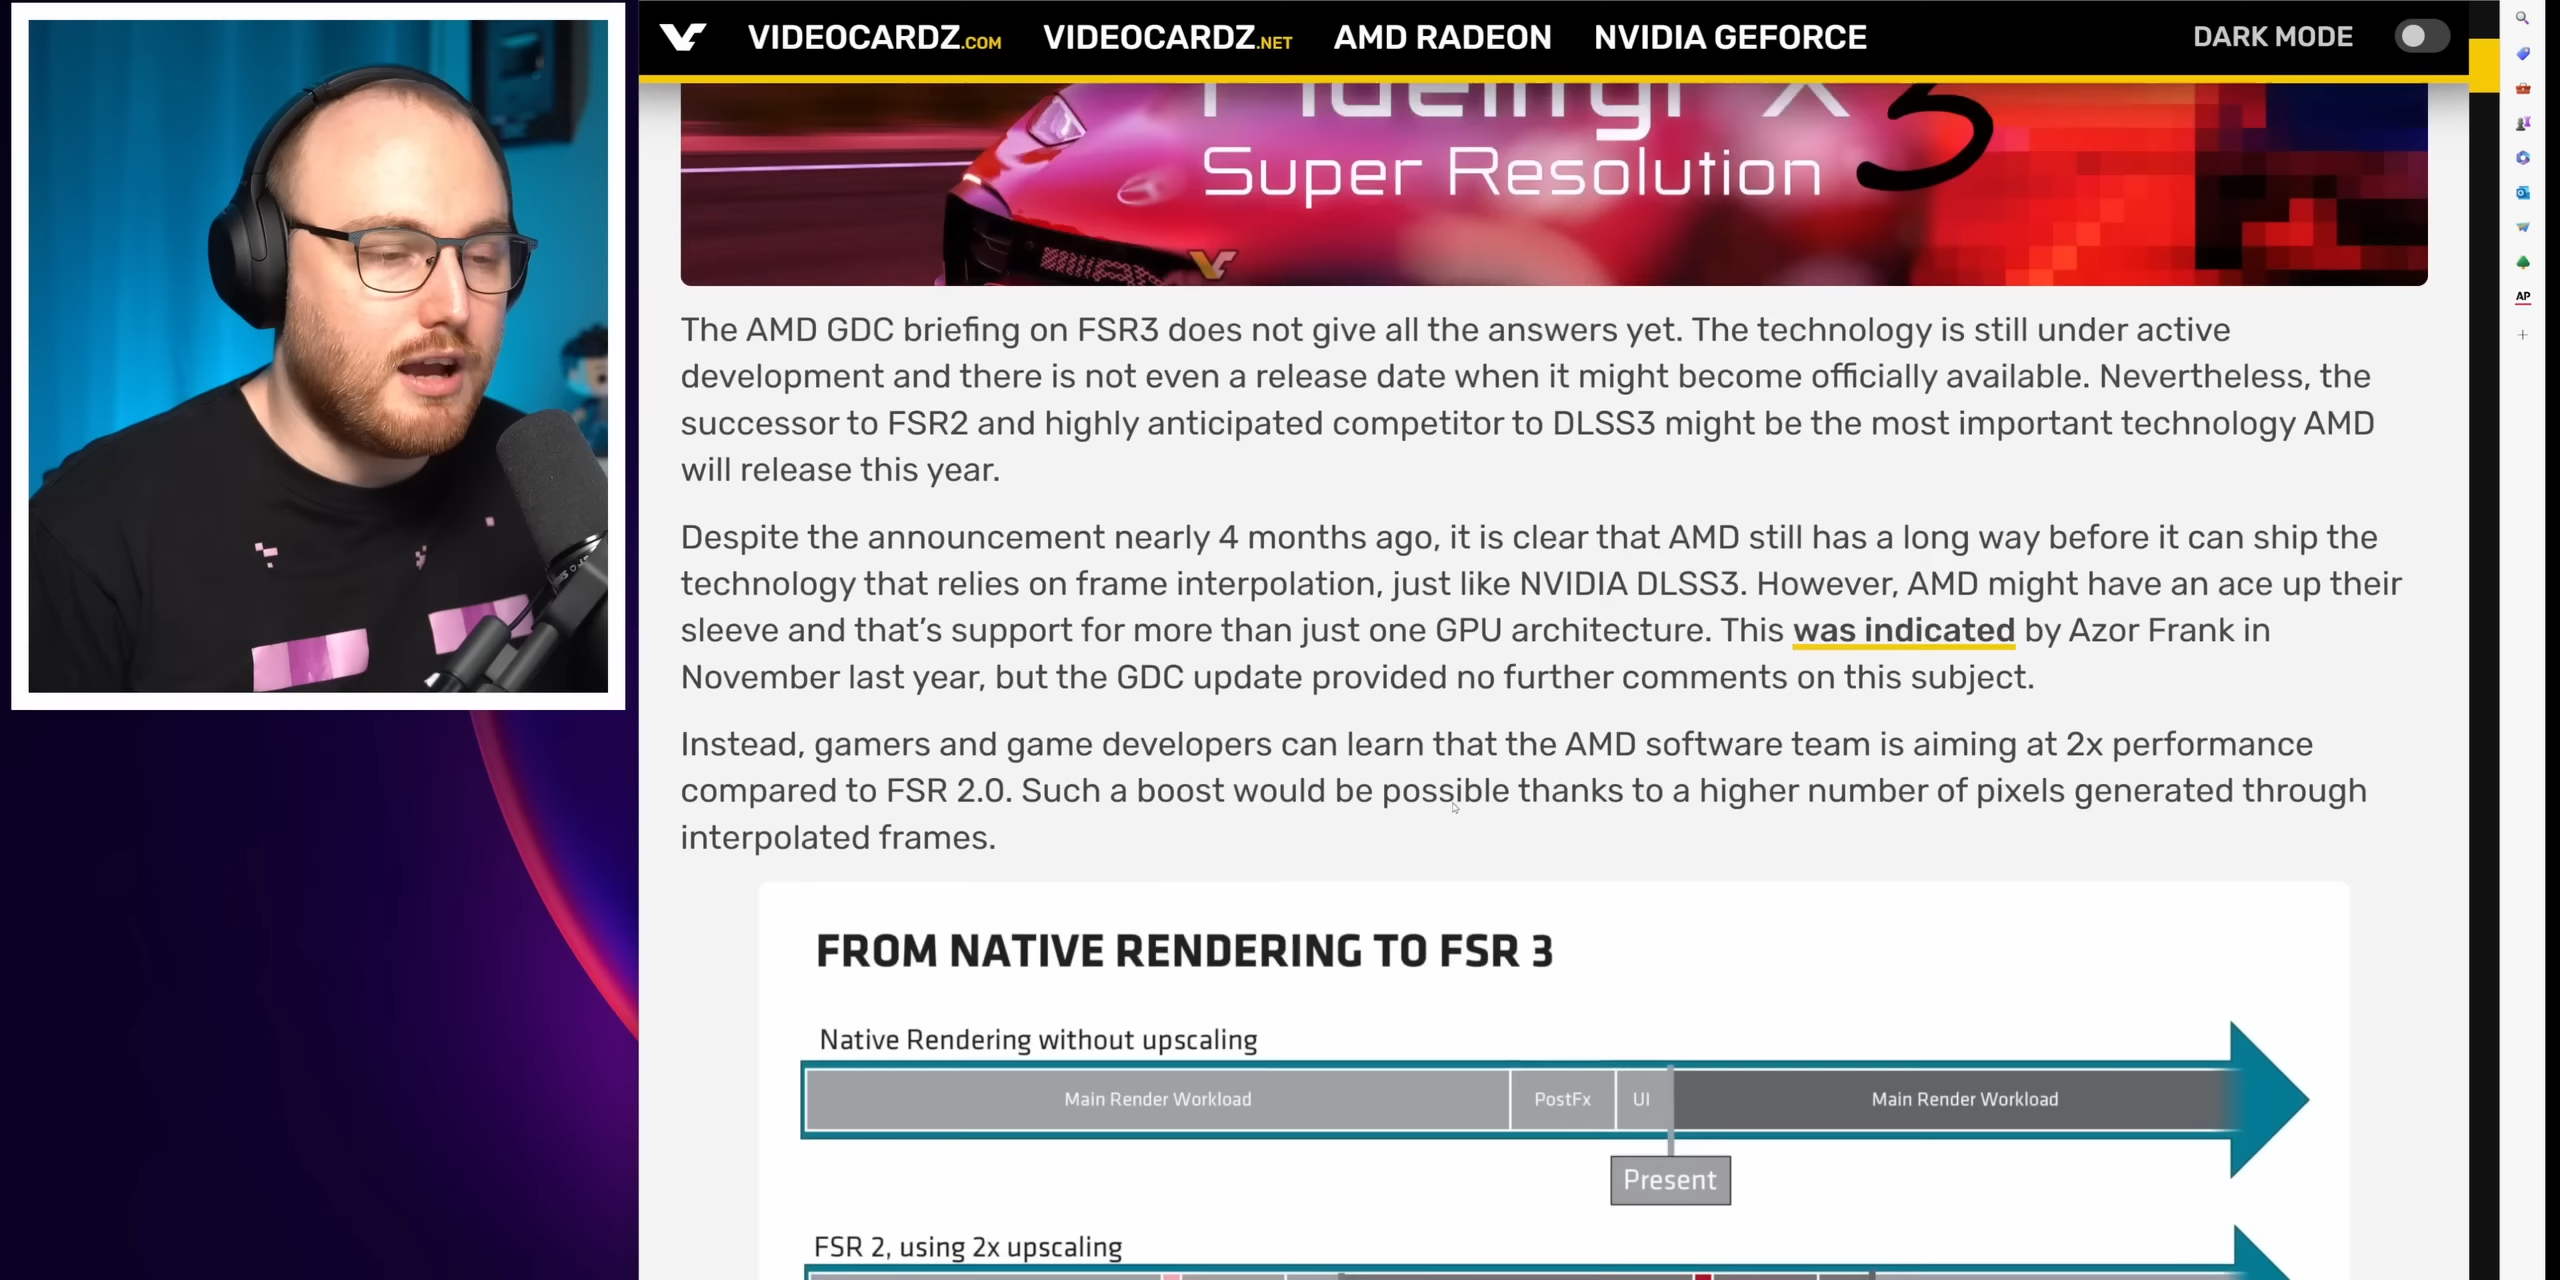 VIDEOCARDZ.COM VIDEOCARDZ.NET AMD RADEON NVIDIA GEFORCE DARK MODE
FidelityFX 3
Super Resolution
The AMD GDC briefing on FSR3 does not give all the answers yet. The technology is still under active
development and there is not even a release date when it might become officially available. Nevertheless, the
successor to FSR2 and highly anticipated competitor to DLSS3 might be the most important technology AMD
will release this year.
Despite the announcement nearly 4 months ago, it is clear that AMD still has a long way before it can ship the
technology that relies on frame interpolation, just like NVIDIA DLSS3. However, AMD might have an ace up their
sleeve and that's support for more than just one GPU architecture. This was indicated by Azor Frank in
November last year, but the GDC update provided no further comments on this subject.
Instead, gamers and game developers can learn that the AMD software team is aiming at 2x performance
compared to FSR 2.0. Such a boost would be possible thanks to a higher number of pixels generated through
interpolated frames.
FROM NATIVE RENDERING TO FSR 3
Native Rendering without upscaling
Main Render Workload PostFx UI Main Render Workload
Present
FSR 2, using 2x upscaling
AP